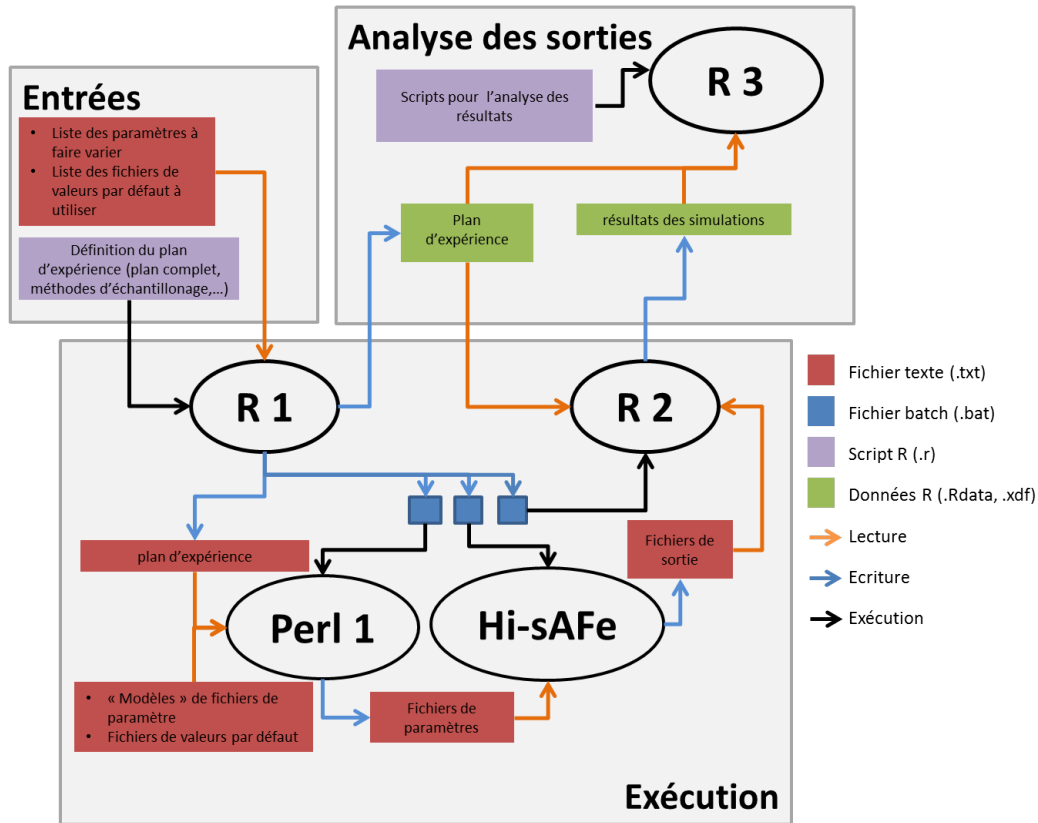 Analyse des sorties
Scripts pour l'analyse des
résultats
R 3
Entrées
• Liste des paramètres à
faire varier
• Liste des fichiers de
valeurs par défaut à
utiliser
Définition du plan
d'expérience (plan complet,
méthodes d'échantillonage,...)
Plan
d'expérience
résultats des simulations
R 1
R 2
plan d'expérience
Perl 1
Hi-sAFe
Fichiers de
sortie
• « Modèles » de fichiers de
paramètre
• Fichiers de valeurs par défaut
Fichiers de
paramètres
Exécution
Fichier texte (.txt)
Fichier batch (.bat)
Script R (.r)
Données R (.Rdata, .xdf)
Lecture
Ecriture
Exécution